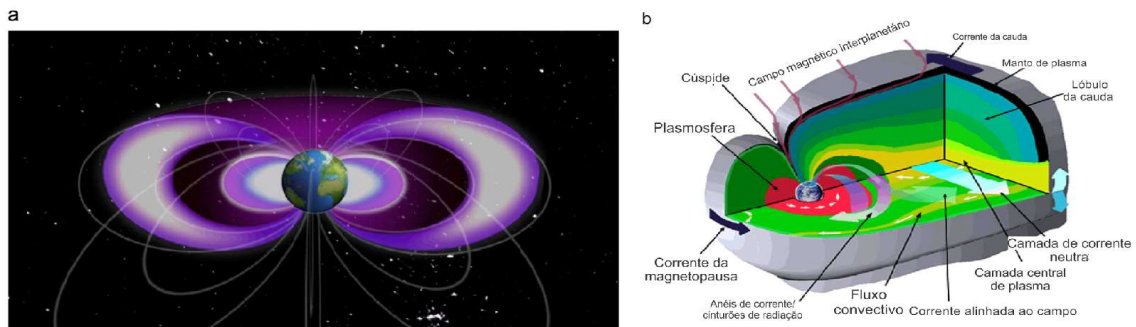 a
b
Corrente da cauda
Campo magnético interplanetário
Manto de plasma
Cúspide
Lóbulo
da cauda
Plasmosfera
Corrente da
magnetopausa
Anéis de corrente/
cinturões de radiação
Fluxo
convectivo
Corrente alinhada ao campo
Camada central
de plasma
Camada de corrente
neutra